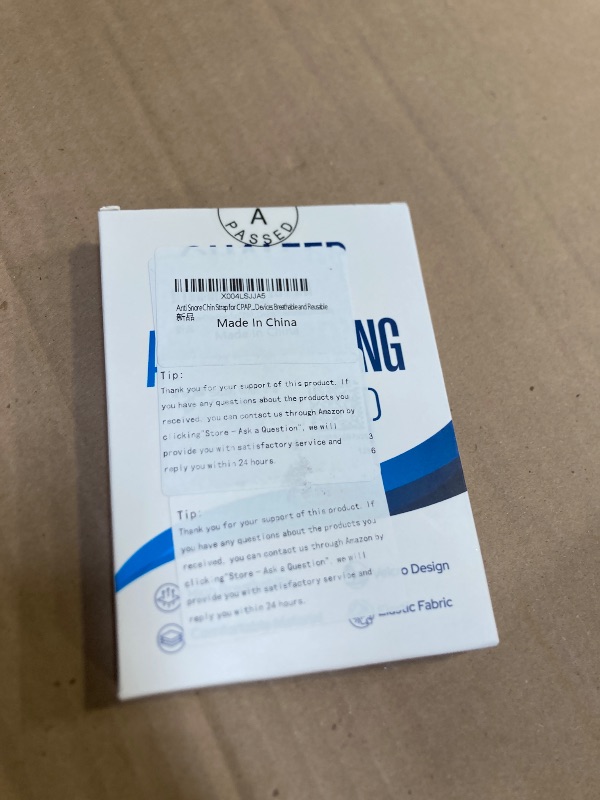 A
PASSED
X004LSJJA5
Anti Snore Chin Strap for CPAP ...Devices Breathable and Reusable
新品
Made In China
NG
Tip:
Thank you for your support of this product. If
you have any questions about the products you
received, you can contact us through Amazon by
clicking"Store - Ask a Question", we will
provide you with satisfactory service and
reply you within 24 hours.
3
6
Tip:
Thank you for your support of this product. If
you have any questions about the products you
received, you can contact us through Amazon by
clicking"Store - Ask a Question", we will
provide you with satisfactory service and
reply you within 24 hours.
o Design
Fabric